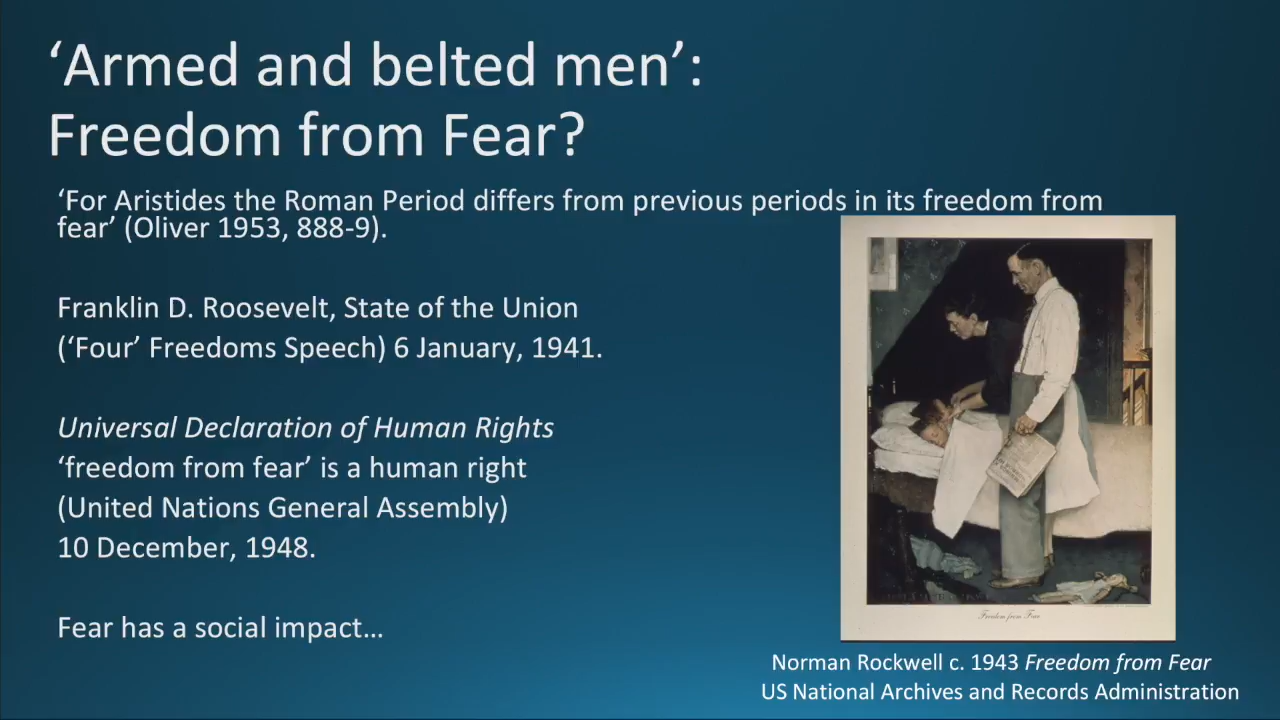 ‘Armed and belted men’:
Freedom from Fear?
‘For Aristides the Roman Period differs from previous periods in its freedom from
fear’ (Oliver 1953, 888-9).
Franklin D. Roosevelt, State of the Union
(‘Four’ Freedoms Speech) 6 January, 1941.
Universal Declaration of Human Rights
‘freedom from fear’ is a human right
(United Nations General Assembly)
10 December, 1948.
Fear has a social impact…
Freedom from Fear
Norman Rockwell c. 1943 Freedom from Fear
US National Archives and Records Administration